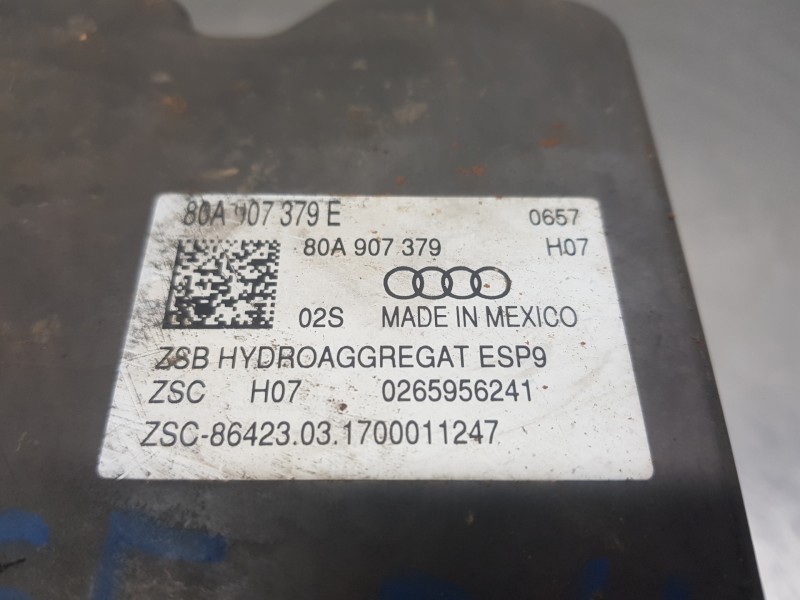 80A 907 379 E 0657
80A 907 379 H07
02S MADE IN MEXICO
ZSB HYDROAGGREGAT ESP9
ZSC H07 0265956241
ZSC-86423.03.1700011247